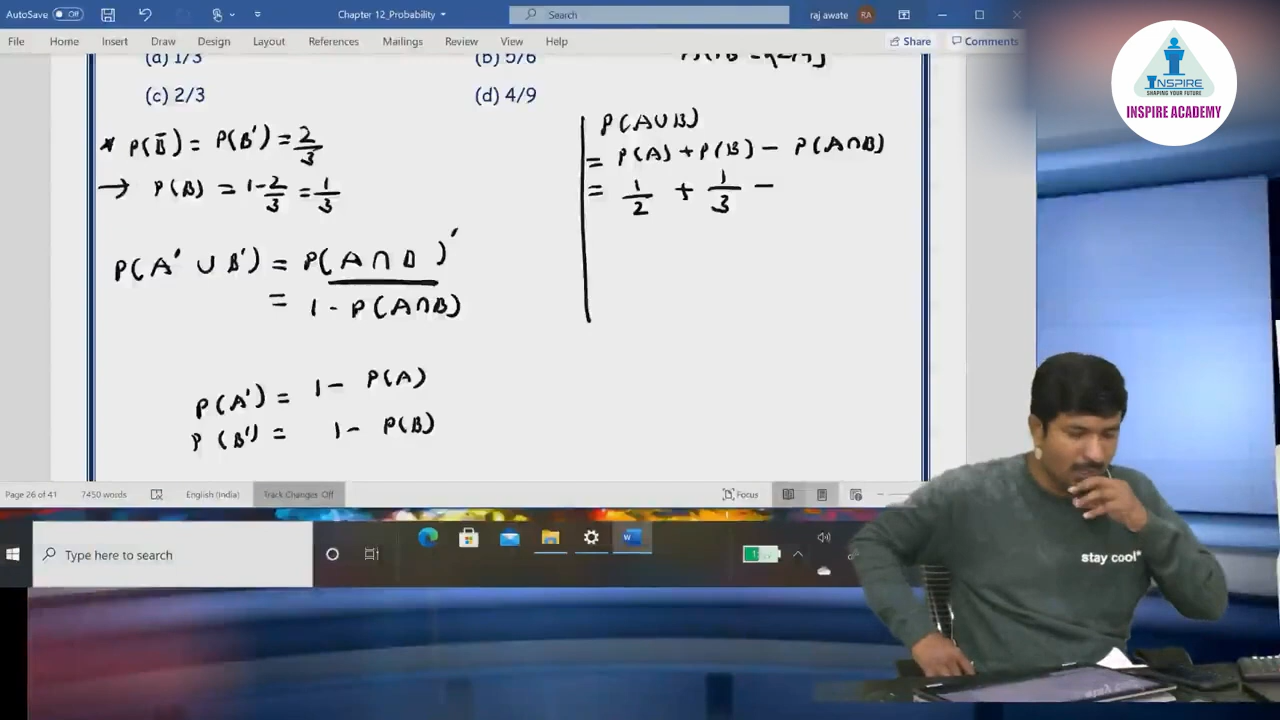 AutoSave Off
Chapter 12_Probability
Search
raj awate RA
File Home Insert Draw Design Layout References Mailings Review View Help Share Comments
(a) 1/3 (b) 5/6
(c) 2/3 (d) 4/9
* P(B̅) = P(B') = 2/3
→ P(B) = 1 - 2/3 = 1/3
P(A' ∪ B') = P(A ∩ B)'
= 1 - P(A∩B)
P(A') = 1 - P(A)
P(B') = 1 - P(B)
P(A∪B)
= P(A) + P(B) - P(A∩B)
= 1/2 + 1/3 -
INSPIRE
SHAPING YOUR FUTURE
INSPIRE ACADEMY
stay cool*
Page 26 of 41 7450 words English (India) Track Changes Off Focus
Type here to search